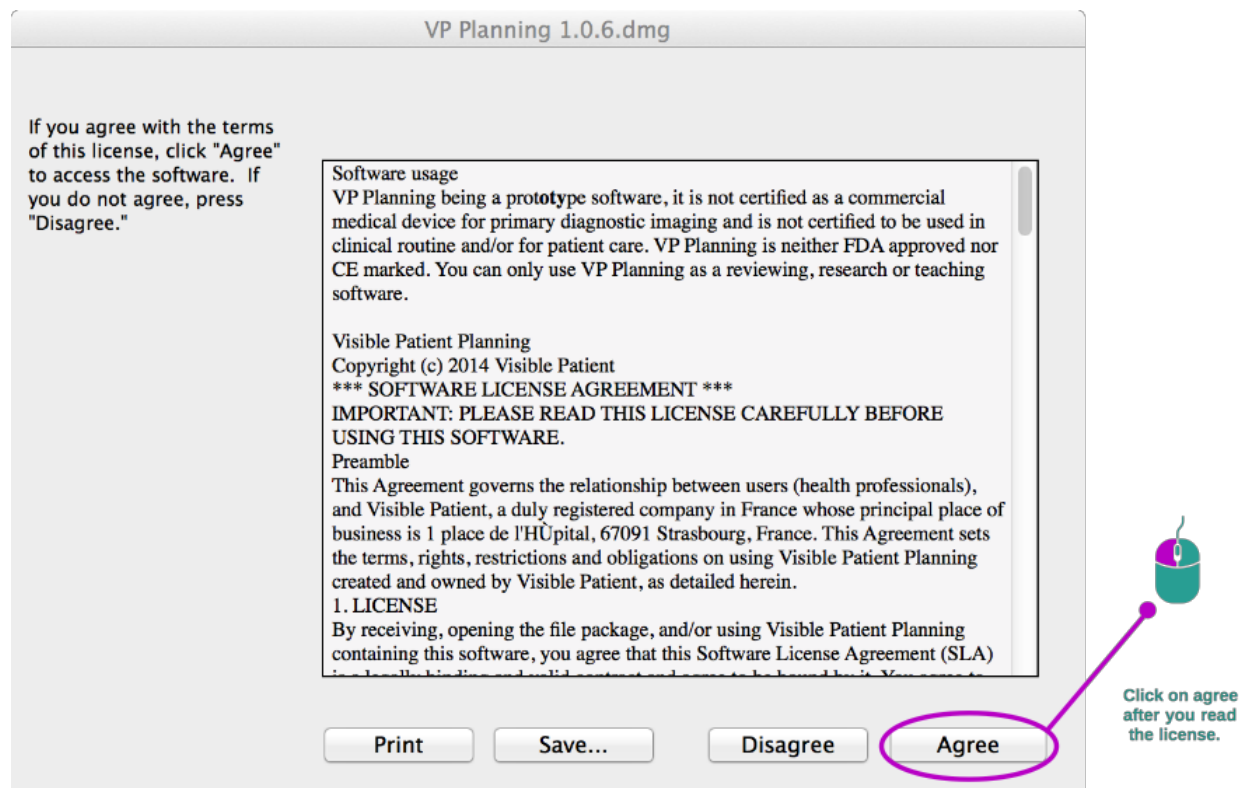 VP Planning 1.0.6.dmg
If you agree with the terms
of this license, click "Agree"
to access the software.  If
you do not agree, press
"Disagree."
Software usage
VP Planning being a prototype software, it is not certified as a commercial
medical device for primary diagnostic imaging and is not certified to be used in
clinical routine and/or for patient care. VP Planning is neither FDA approved nor
CE marked. You can only use VP Planning as a reviewing, research or teaching
software.
Visible Patient Planning
Copyright (c) 2014 Visible Patient
*** SOFTWARE LICENSE AGREEMENT ***
IMPORTANT: PLEASE READ THIS LICENSE CAREFULLY BEFORE
USING THIS SOFTWARE.
Preamble
This Agreement governs the relationship between users (health professionals),
and Visible Patient, a duly registered company in France whose principal place of
business is 1 place de l'HÙpital, 67091 Strasbourg, France. This Agreement sets
the terms, rights, restrictions and obligations on using Visible Patient Planning
created and owned by Visible Patient, as detailed herein.
1. LICENSE
By receiving, opening the file package, and/or using Visible Patient Planning
containing this software, you agree that this Software License Agreement (SLA)
Print
Save...
Disagree
Agree
Click on agree
after you read
the license.